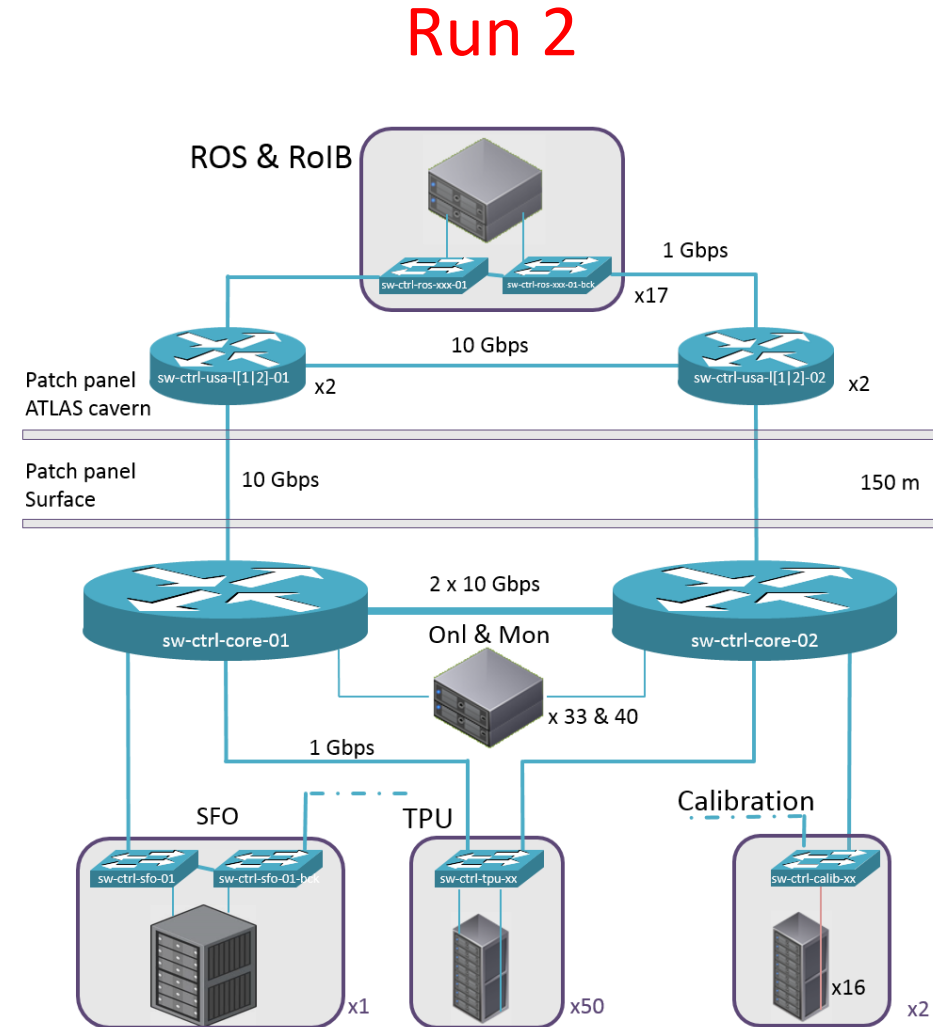 Run 2
ROS & RoIB
sw-ctrl-ros-xxx-01
sw-ctrl-ros-xxx-01-bck
1 Gbps
x17
10 Gbps
sw-ctrl-usa-l[1|2]-01
sw-ctrl-usa-l[1|2]-02
x2
x2
Patch panel
ATLAS cavern
Patch panel
Surface
10 Gbps
150 m
2 x 10 Gbps
sw-ctrl-core-01
sw-ctrl-core-02
Onl & Mon
x 33 & 40
1 Gbps
SFO
TPU
Calibration
sw-ctrl-sfo-01
sw-ctrl-sfo-01-bck
sw-ctrl-tpu-xx
sw-ctrl-calib-xx
x16
x1
x50
x2